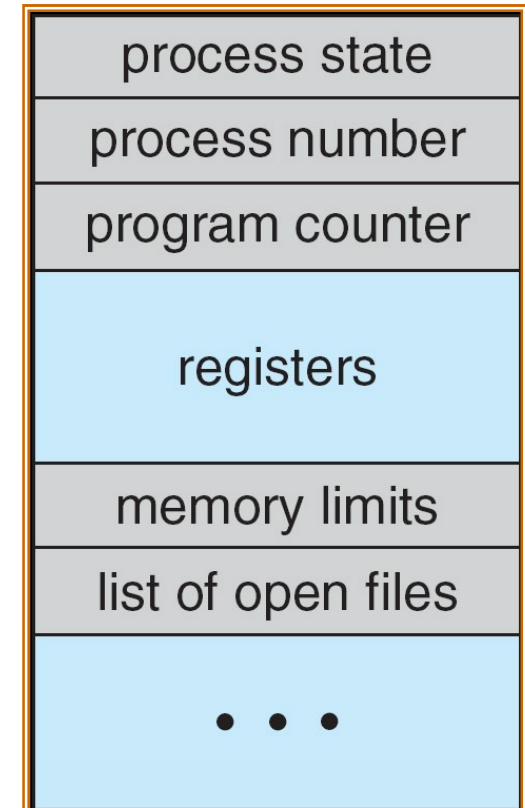 process state
process number
program counter
registers
memory limits
list of open files
• • •